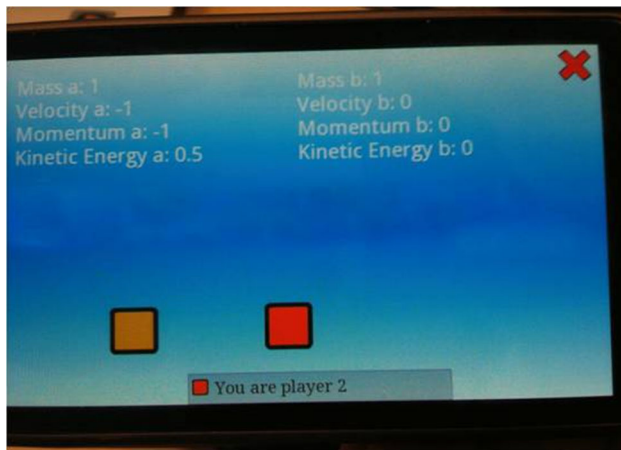 Mass a: 1
Velocity a: -1
Momentum a: -1
Kinetic Energy a: 0.5
Mass b: 1
Velocity b: 0
Momentum b: 0
Kinetic Energy b: 0
You are player 2